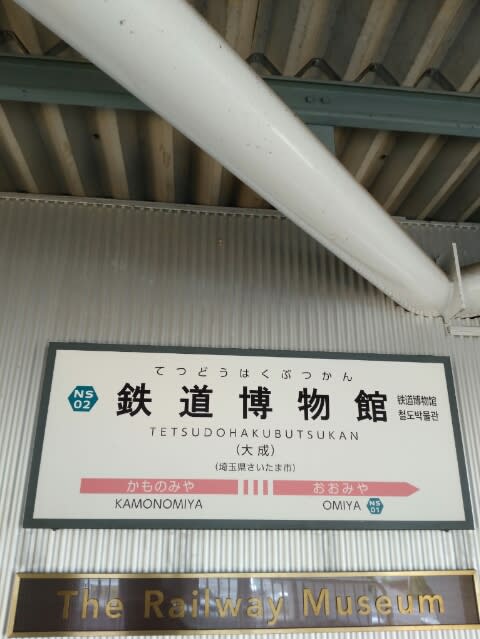 てつどうはくぶつかん
NS
02
鉄道博物館
铁道博物馆
철도박물관
TETSUDOHAKUBUTSUKAN
（大成）
（埼玉県さいたま市）
かものみや おおみや
KAMONOMIYA OMIYA NS
01
The Railway Museum